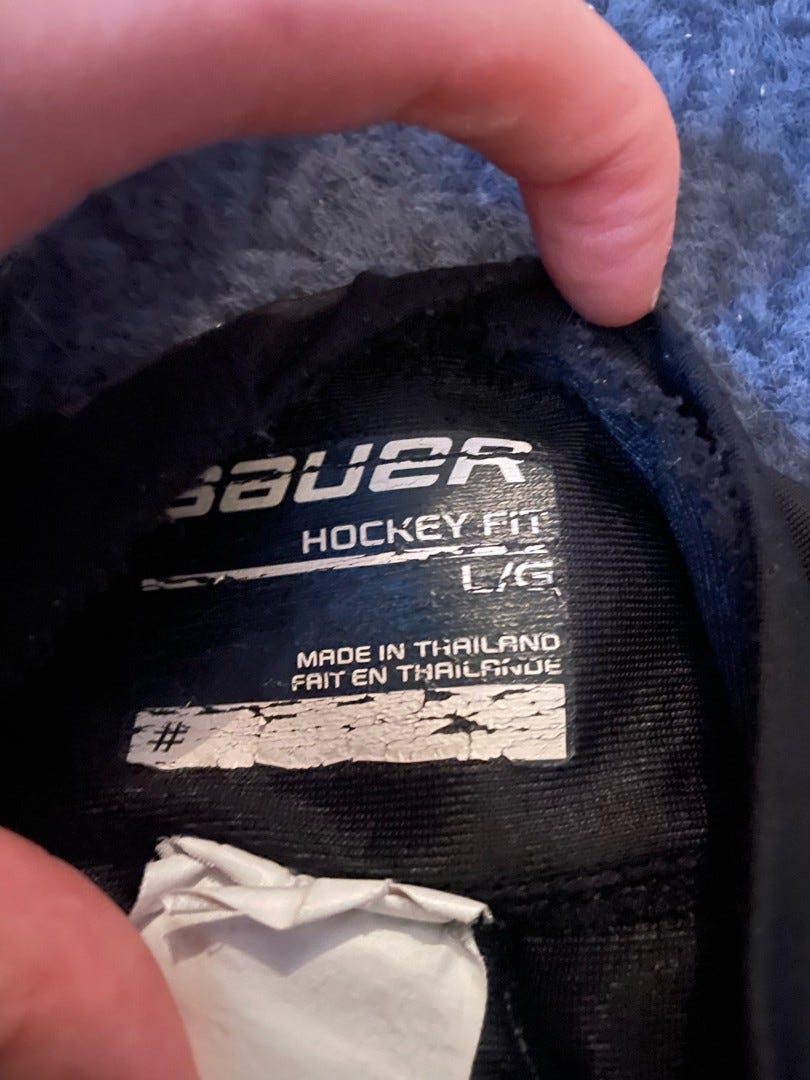 BAUER
HOCKEY FIT
L/G
MADE IN THAILAND
FAIT EN THAILANDE
#